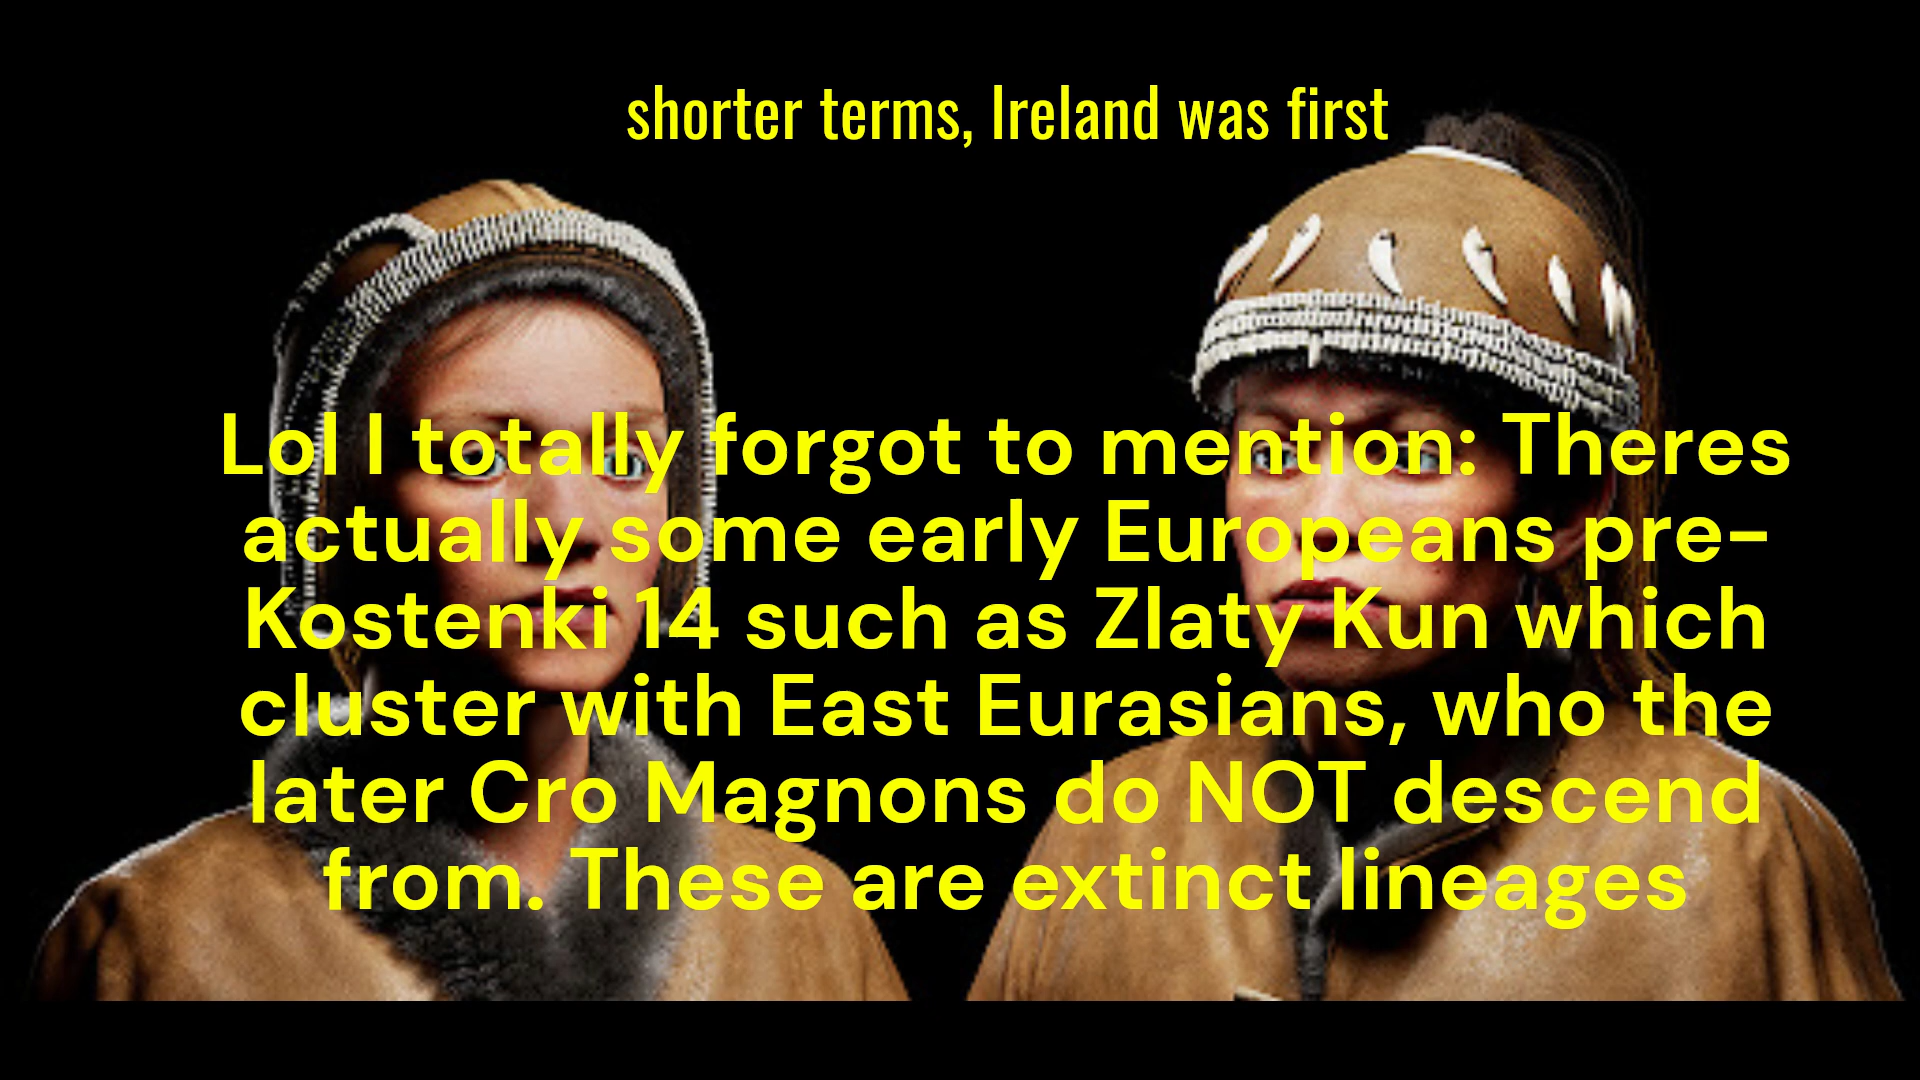 shorter terms, Ireland was first
Lol I totally forgot to mention: Theres
actually some early Europeans pre-
Kostenki 14 such as Zlaty Kun which
cluster with East Eurasians, who the
later Cro Magnons do NOT descend
from. These are extinct lineages